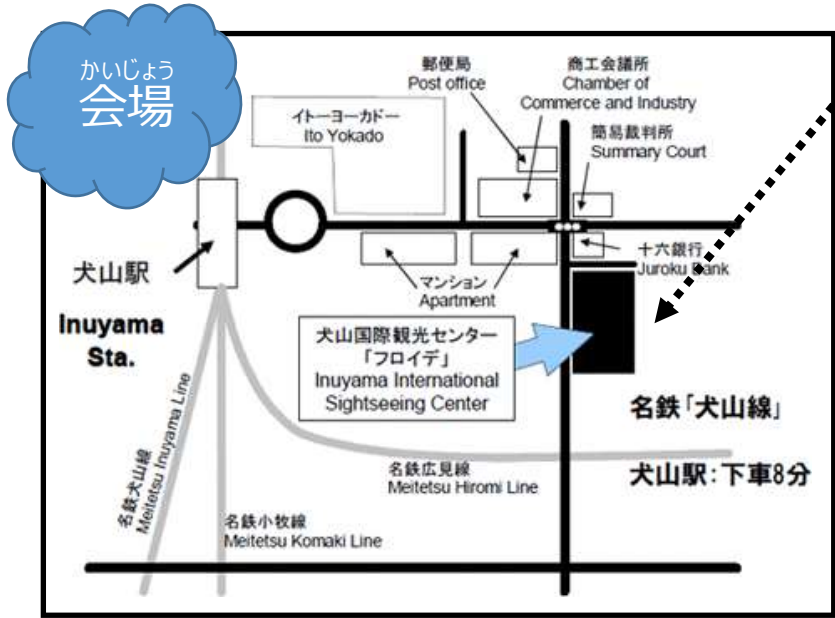 かいじょう
会場
郵便局
Post office
商工会議所
Chamber of
Commerce and Industry
イトーヨーカドー
Ito Yokado
簡易裁判所
Summary Court
犬山駅
Inuyama
Sta.
マンション
Apartment
十六銀行
Juroku Bank
犬山国際観光センター
「フロイデ」
Inuyama International
Sightseeing Center
名鉄「犬山線」
犬山駅:下車8分
名鉄犬山線
Meitetsu Inuyama Line
名鉄広見線
Meitetsu Hiromi Line
名鉄小牧線
Meitetsu Komaki Line